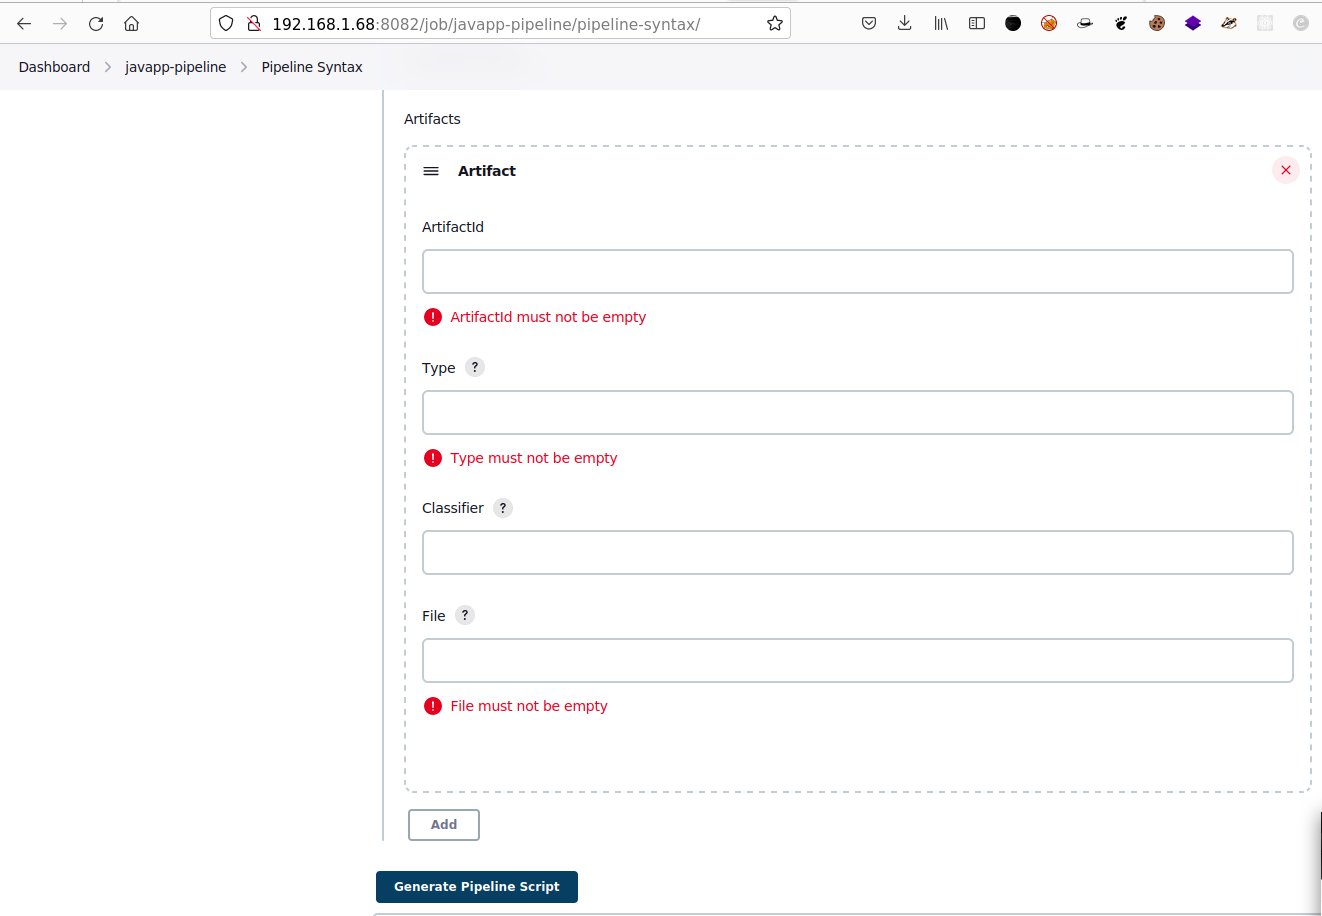 192.168.1.68:8082/job/javapp-pipeline/pipeline-syntax/
Dashboard > javapp-pipeline > Pipeline Syntax
Artifacts
Artifact
ArtifactId
! ArtifactId must not be empty
Type ?
! Type must not be empty
Classifier ?
File ?
! File must not be empty
Add
Generate Pipeline Script